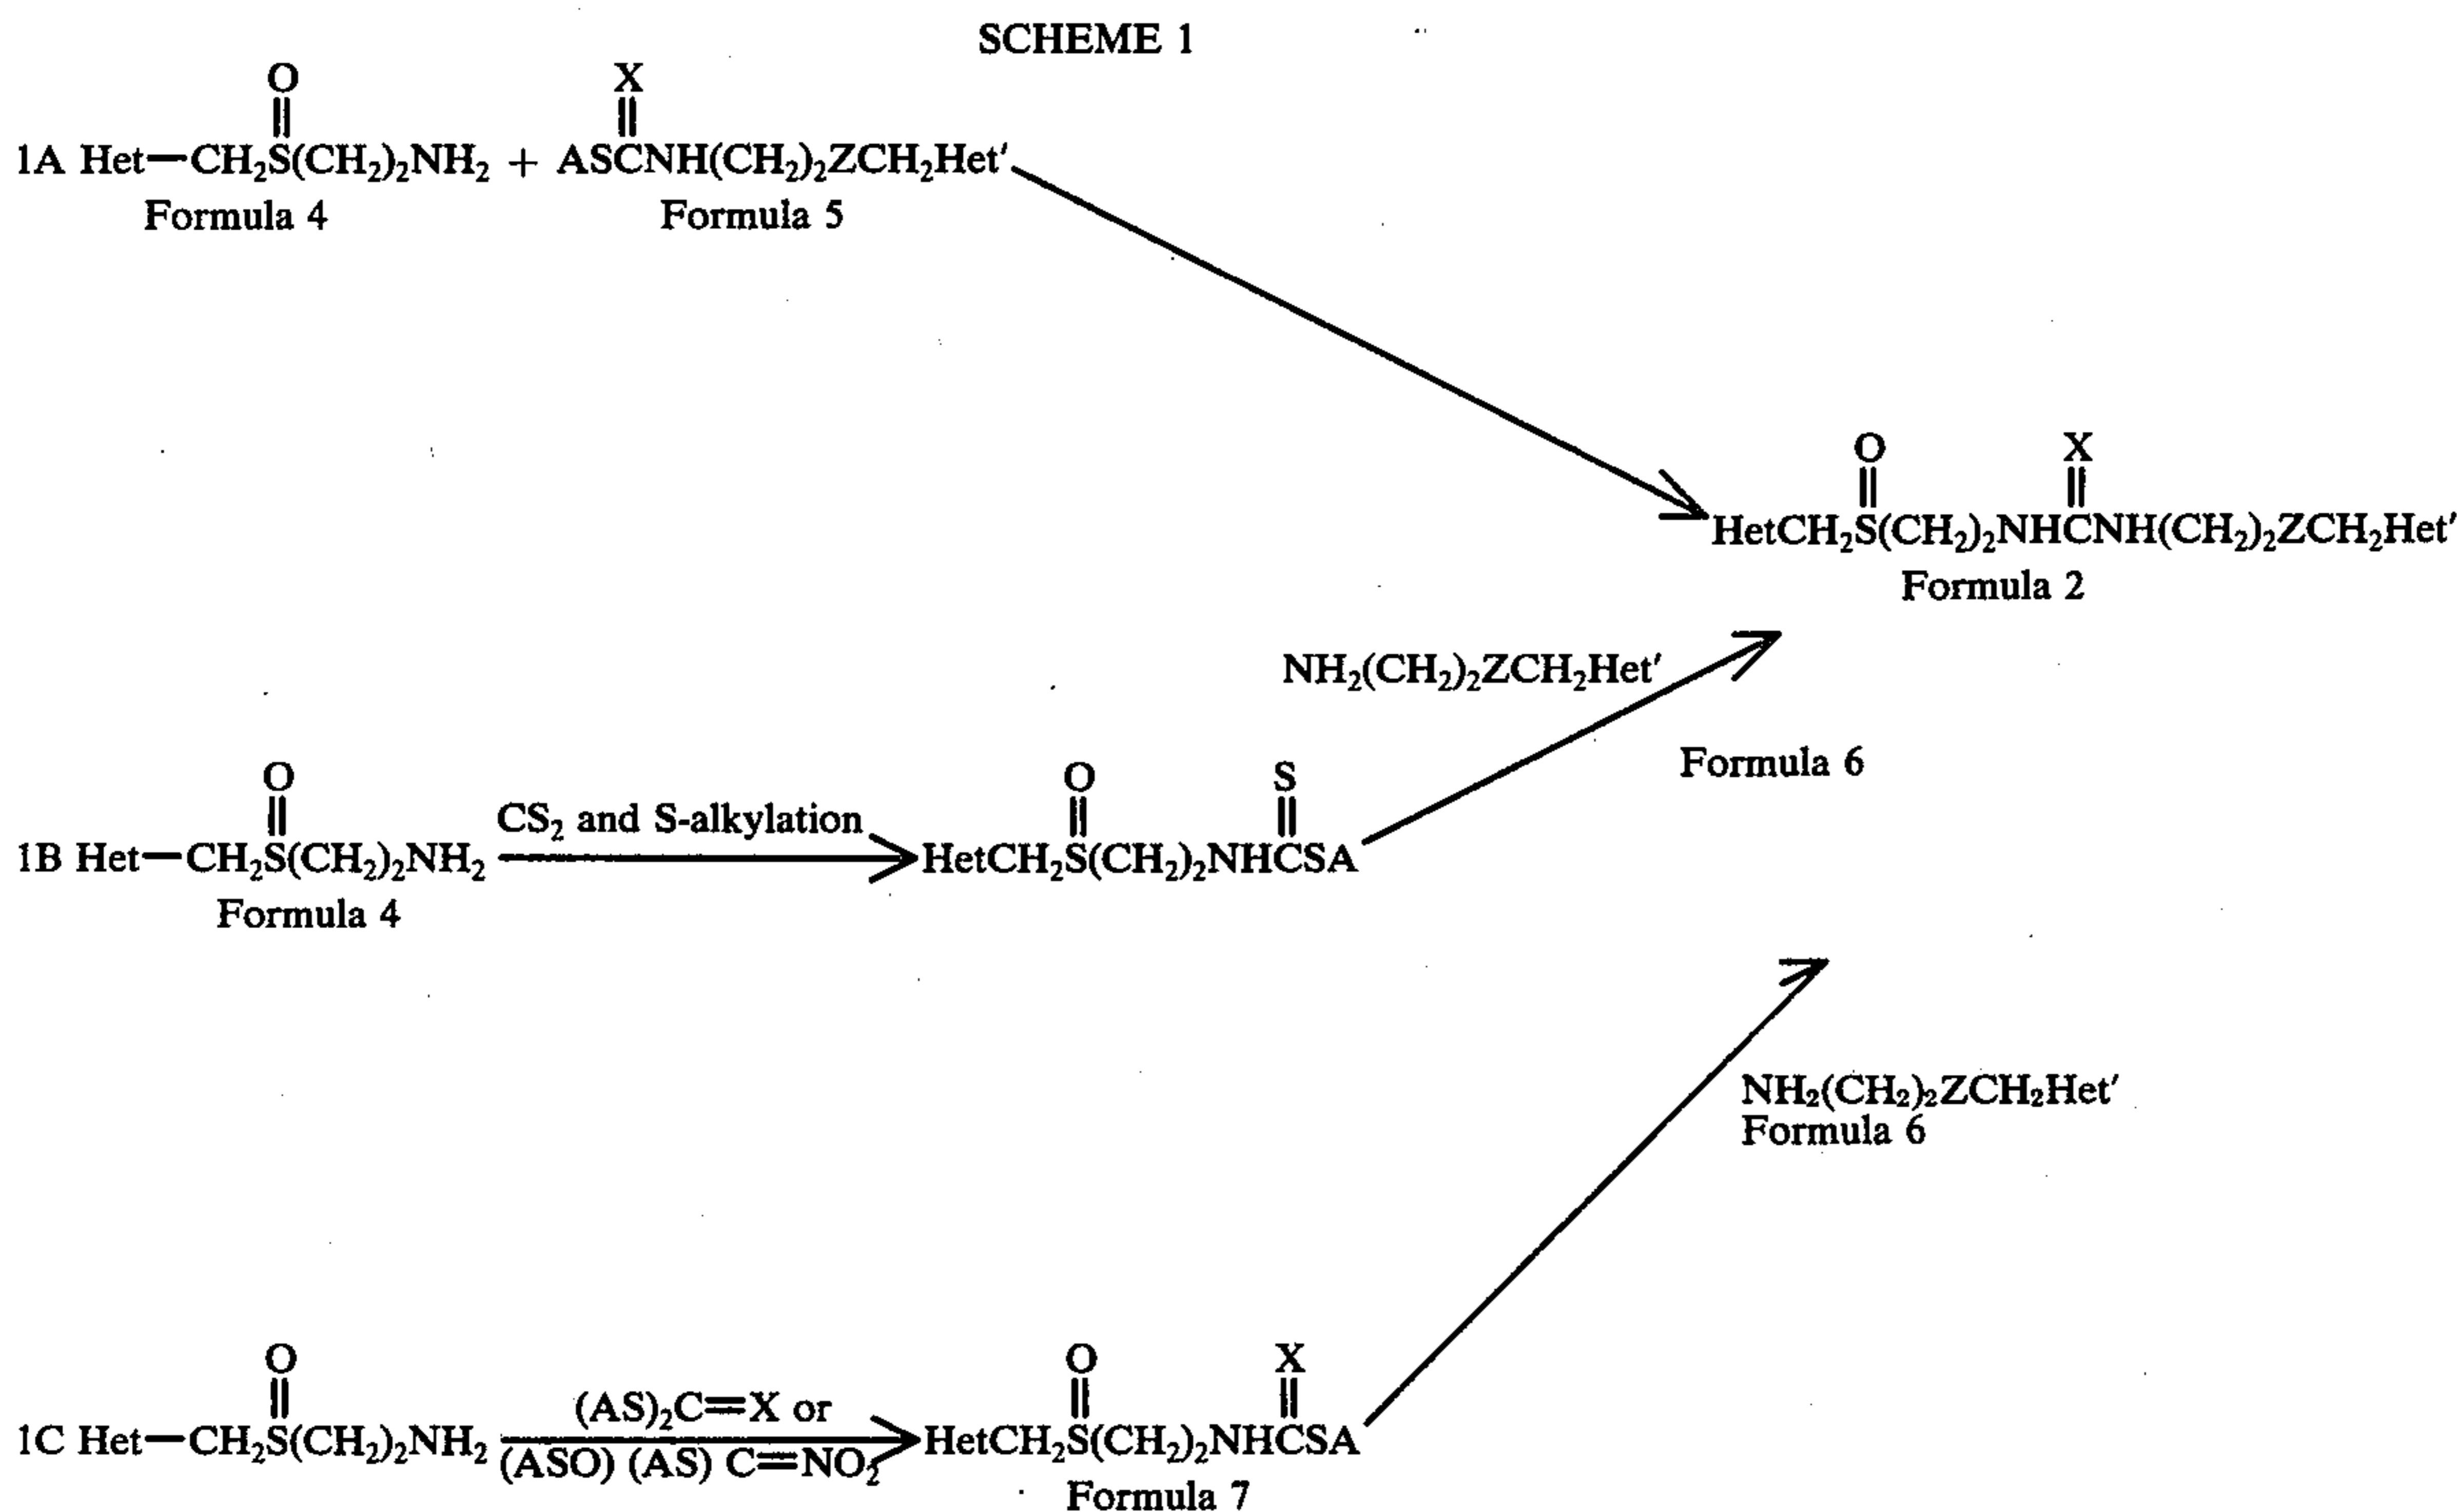 SCHEME 1
O
X
1A Het—CH₂S(CH₂)₂NH₂ + ASCNH(CH₂)₂ZCH₂Het′
Formula 4 Formula 5
O
X
HetCH₂S(CH₂)₂NHCNH(CH₂)₂ZCH₂Het′
Formula 2
NH₂(CH₂)₂ZCH₂Het′
Formula 6
O
O
S
CS₂ and S-alkylation
1B Het—CH₂S(CH₂)₂NH₂ HetCH₂S(CH₂)₂NHCSA
Formula 4
NH₂(CH₂)₂ZCH₂Het′
Formula 6
O
O
X
(AS)₂C=X or
1C Het—CH₂S(CH₂)₂NH₂ HetCH₂S(CH₂)₂NHCSA
(ASO) (AS) C=NO₂
Formula 7